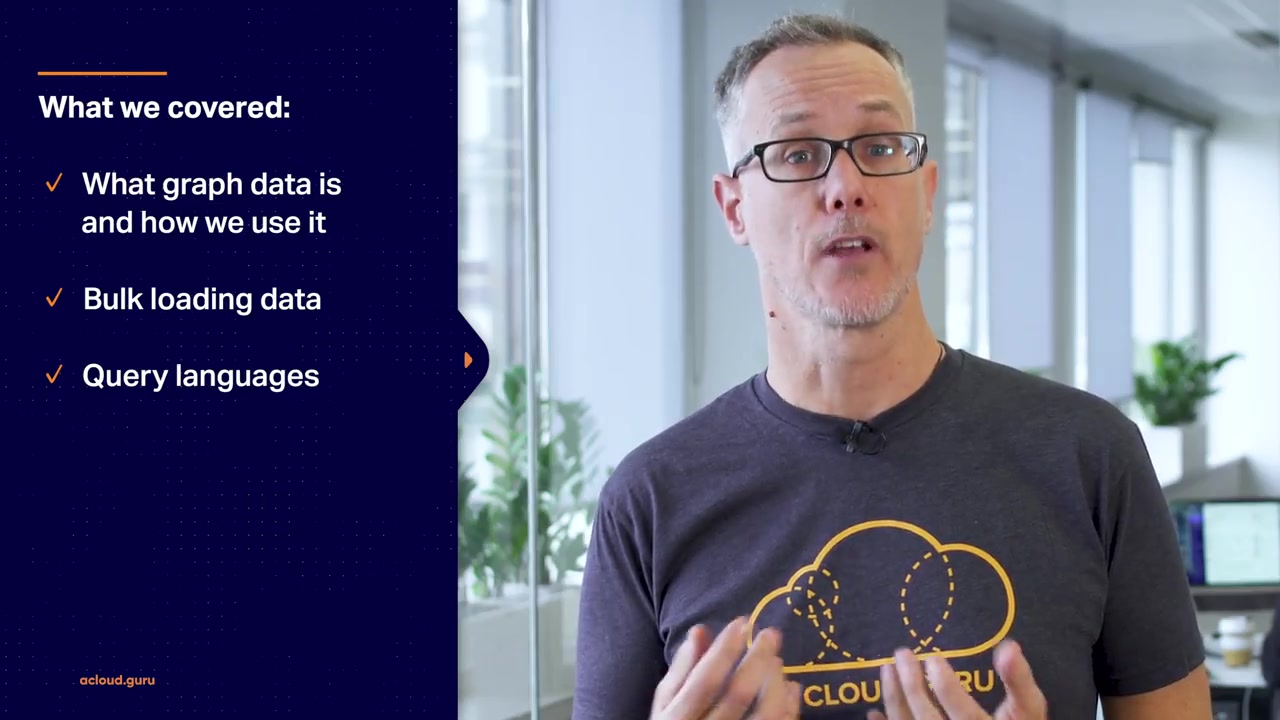 What we covered:
What graph data is
and how we use it
Bulk loading data
Query languages
acloud.guru
CLOU RU